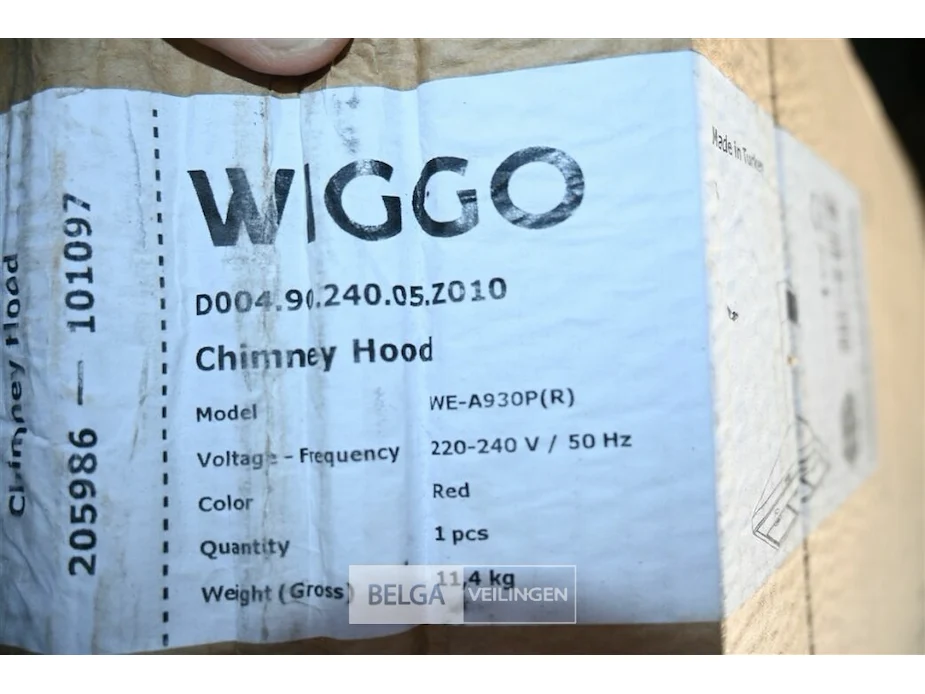 Chimney Hood
205986 — 101097
WIGGO
D004.90.240.05.Z010
Chimney Hood
Model WE-A930P(R)
Voltage - Frequency 220-240 V / 50 Hz
Color Red
Quantity 1 pcs
Weight (Gross) 11,4 kg
Made in Turkey
BELGA VEILINGEN